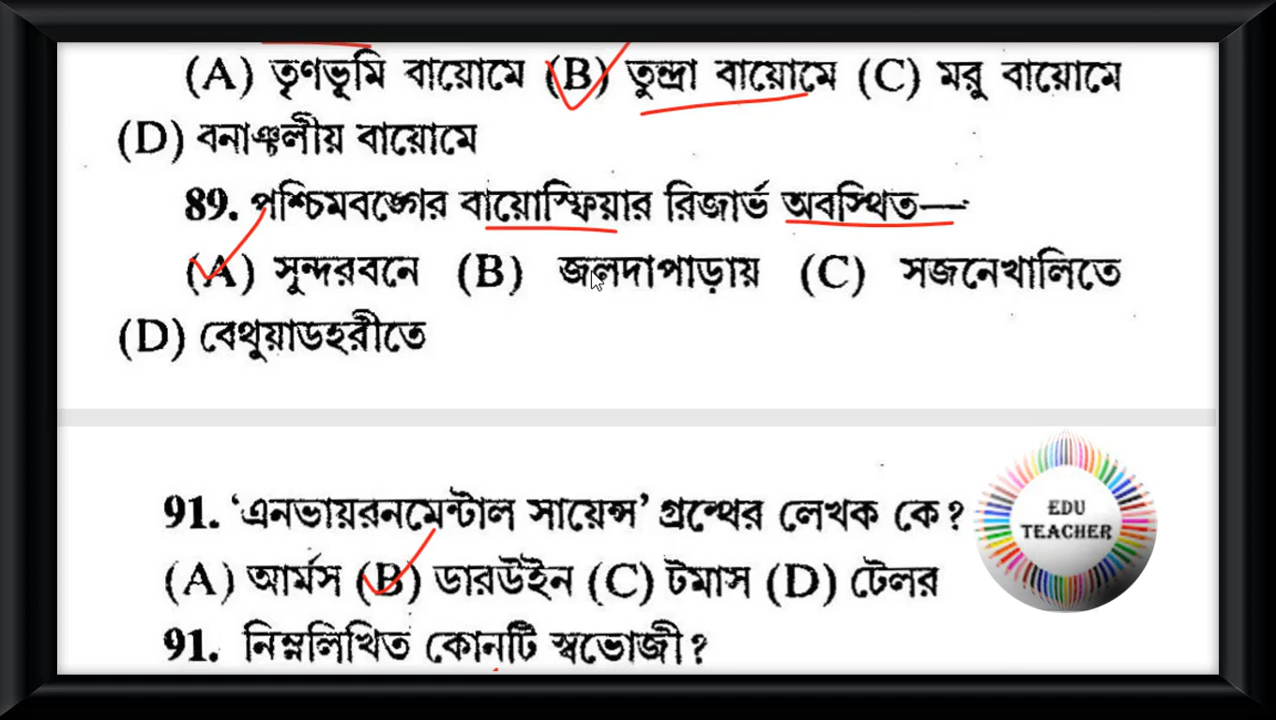 (A) তৃণভূমি বায়োমে (B) তুন্দ্রা বায়োমে (C) মরু বায়োমে
(D) বনাঞ্চলীয় বায়োমে
89. পশ্চিমবঙ্গের বায়োস্ফিয়ার রিজার্ভ অবস্থিত—
(A) সুন্দরবনে (B) জলদাপাড়ায় (C) সজনেখালিতে
(D) বেথুয়াডহরীতে
91. ‘এনভায়রনমেন্টাল সায়েন্স’ গ্রন্থের লেখক কে?
(A) আর্মস (B) ডারউইন (C) টমাস (D) টেলর
91. নিম্নলিখিত কোনটি স্বভোজী?
EDU
TEACHER